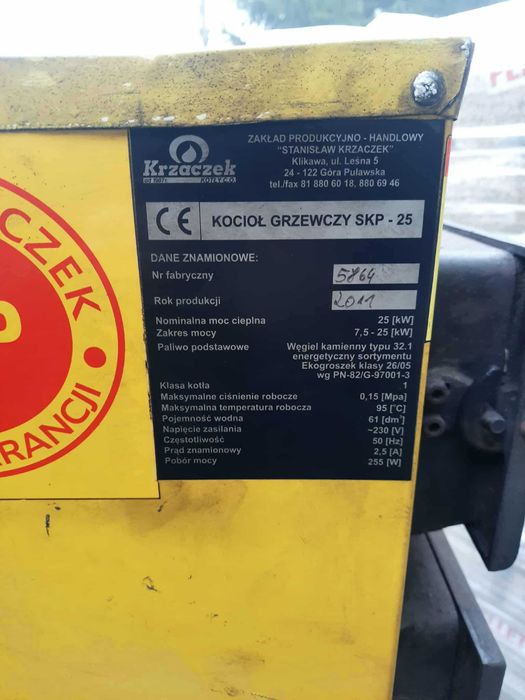 ZAKŁAD PRODUKCYJNO - HANDLOWY
"STANISŁAW KRZACZEK"
Klikawa, ul. Leśna 5
24 - 122 Góra Puławska
tel./fax 81 880 60 18, 880 69 46
Krzaczek
od 1987r. KOTŁY C.O.
CE KOCIOŁ GRZEWCZY SKP - 25
DANE ZNAMIONOWE:
Nr fabryczny 5864
Rok produkcji 2011
Nominalna moc cieplna 25 [kW]
Zakres mocy 7,5 - 25 [kW]
Paliwo podstawowe Węgiel kamienny typu 32.1
energetyczny sortymentu
Ekogroszek klasy 26/05
wg PN-82/G-97001-3
Klasa kotła 1
Maksymalne ciśnienie robocze 0,15 [Mpa]
Maksymalna temperatura robocza 95 [°C]
Pojemność wodna 61 [dm³]
Napięcie zasilania ~230 [V]
Częstotliwość 50 [Hz]
Prąd znamionowy 2,5 [A]
Pobór mocy 255 [W]